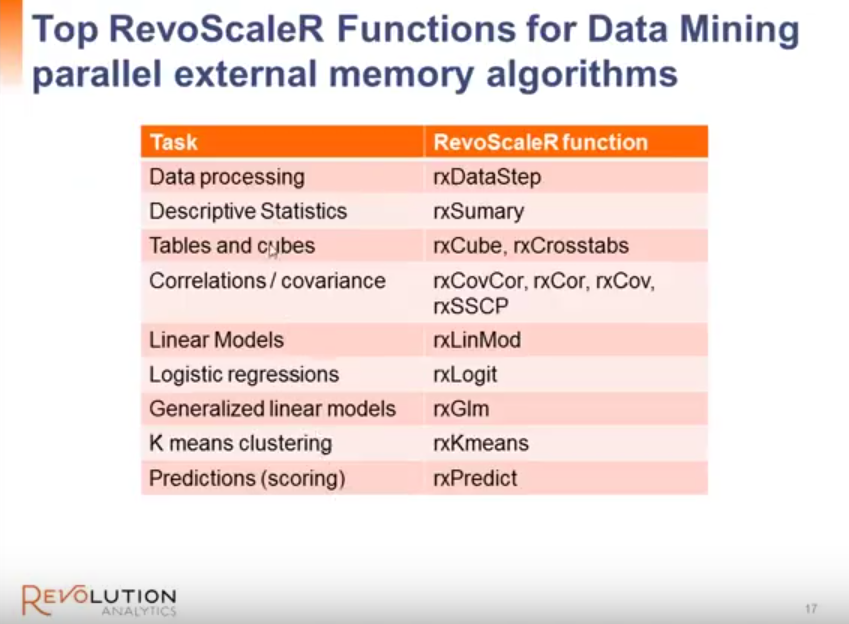 Top RevoScaleR Functions for Data Mining
parallel external memory algorithms
Task RevoScaleR function
Data processing rxDataStep
Descriptive Statistics rxSumary
Tables and cubes rxCube, rxCrosstabs
Correlations / covariance rxCovCor, rxCor, rxCov,
rxSSCP
Linear Models rxLinMod
Logistic regressions rxLogit
Generalized linear models rxGlm
K means clustering rxKmeans
Predictions (scoring) rxPredict
REVOLUTION
ANALYTICS
17